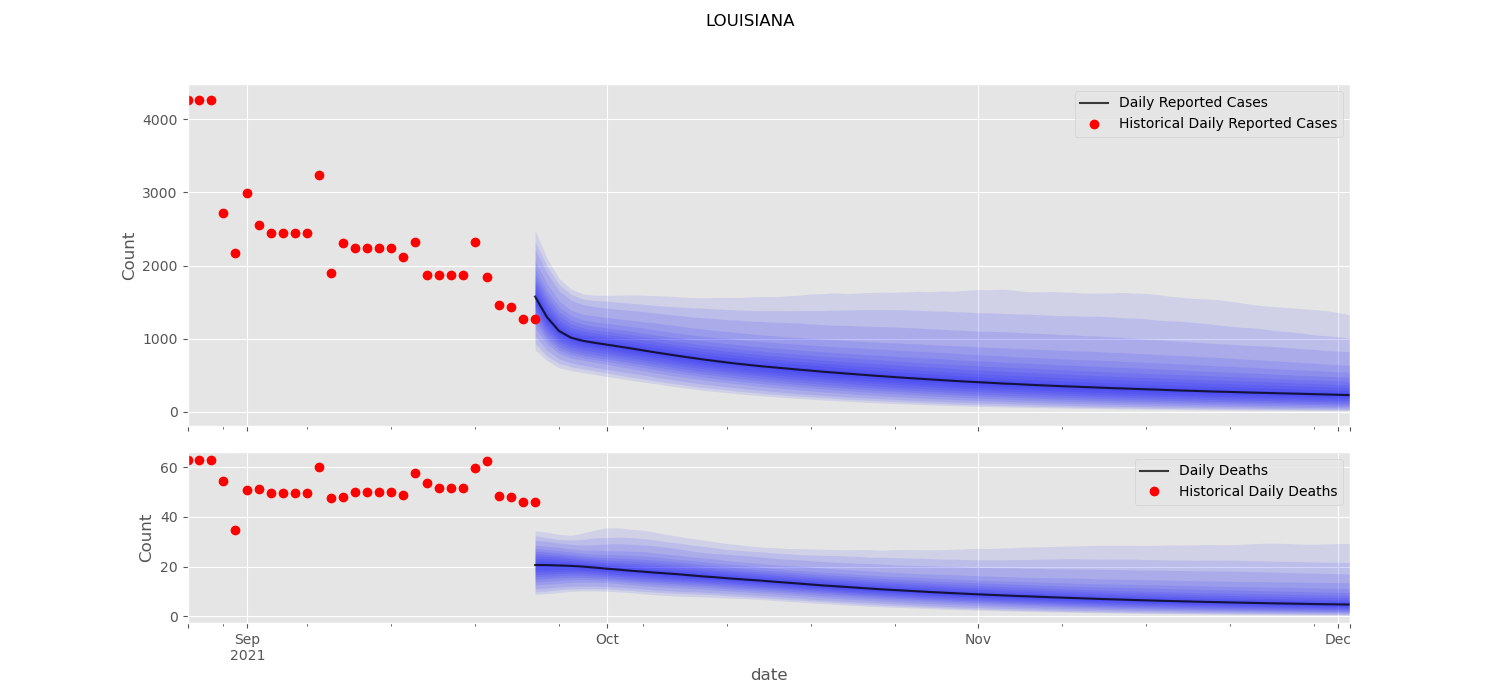 LOUISIANA
Daily Reported Cases
Historical Daily Reported Cases
4000
3000
2000
1000
0
Count
Daily Deaths
Historical Daily Deaths
60
40
20
0
Count
Sep
2021
Oct
Nov
Dec
date